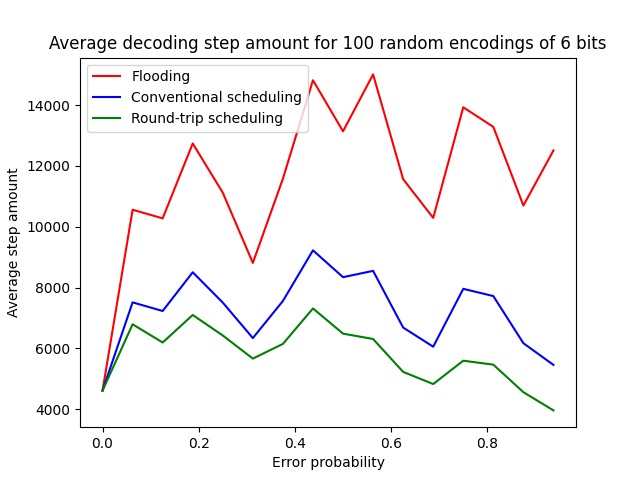 Average decoding step amount for 100 random encodings of 6 bits
Flooding
Conventional scheduling
Round-trip scheduling
Average step amount
14000
12000
10000
8000
6000
4000
0.0 0.2 0.4 0.6 0.8
Error probability